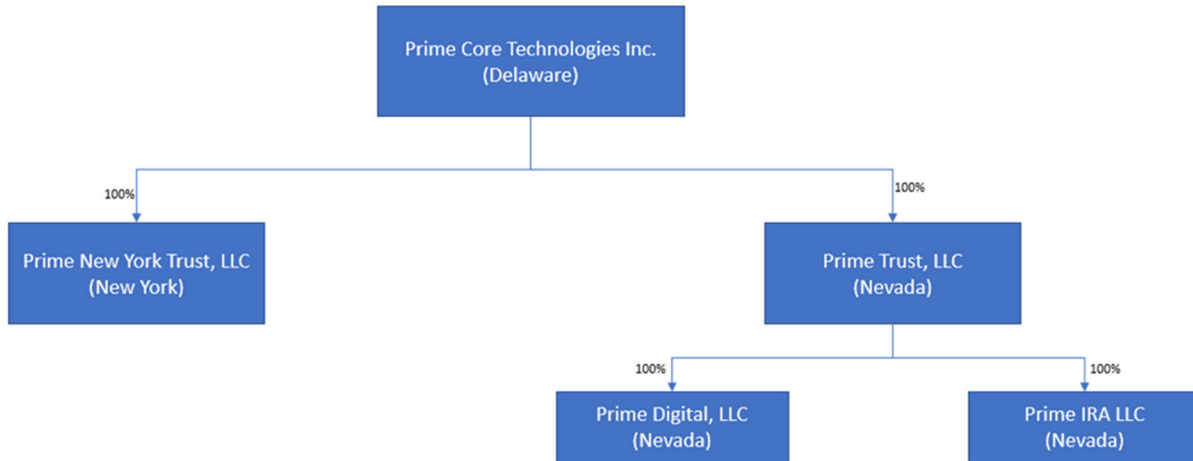 Prime Core Technologies Inc.
(Delaware)
100%
100%
Prime New York Trust, LLC
(New York)
Prime Trust, LLC
(Nevada)
100%
100%
Prime Digital, LLC
(Nevada)
Prime IRA LLC
(Nevada)